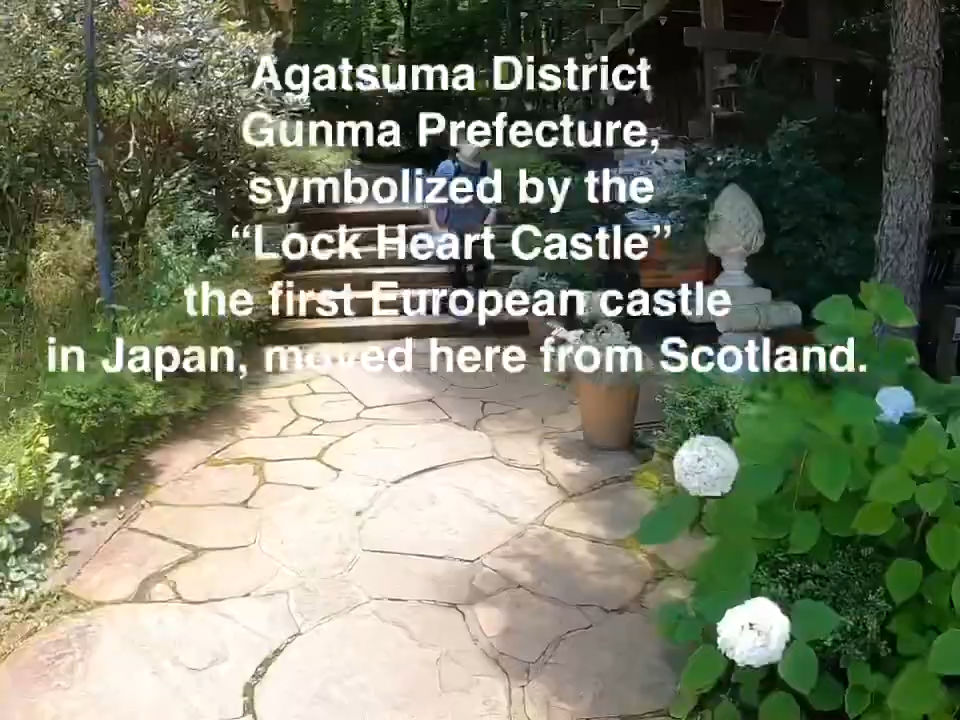 Agatsuma District
Gunma Prefecture,
symbolized by the
“Lock Heart Castle”
the first European castle
in Japan, moved here from Scotland.